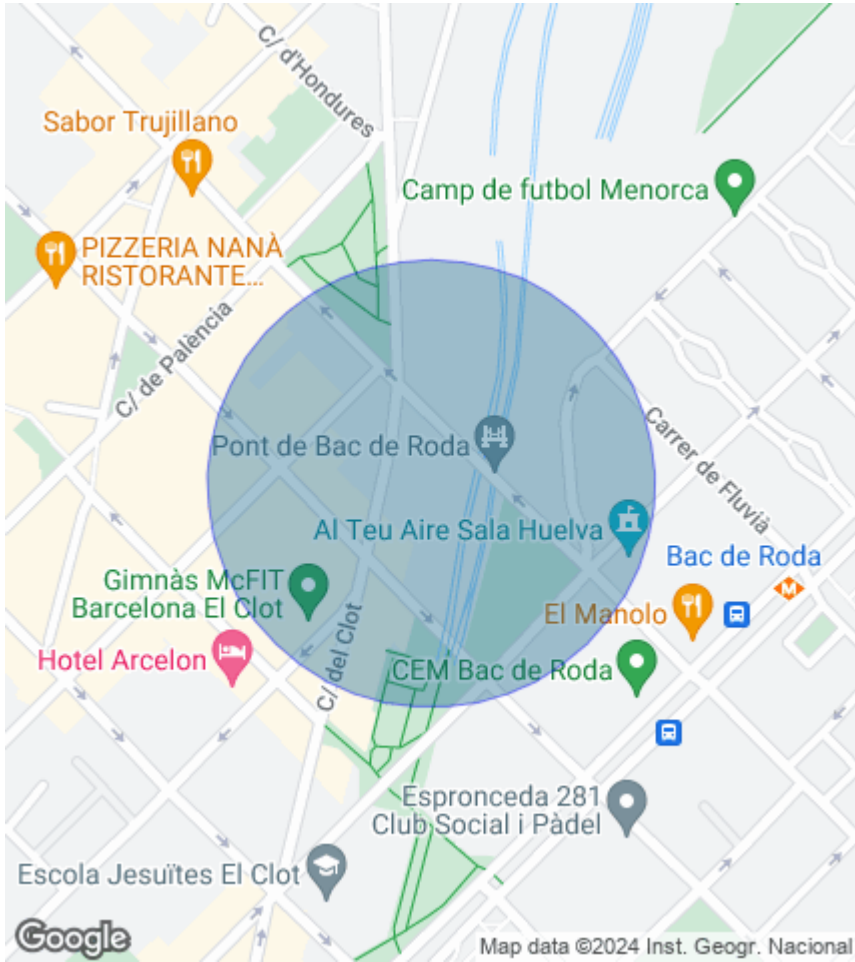 C/ d'Hondures
Sabor Trujillano
Camp de futbol Menorca
PIZZERIA NANÀ
RISTORANTE...
C/ de Palència
Pont de Bac de Roda
Carrer de Fluvià
Al Teu Aire Sala Huelva
Bac de Roda
Gimnàs McFIT
Barcelona El Clot
El Manolo
Hotel Arcelon
C/ del Clot
CEM Bac de Roda
Espronceda 281
Club Social i Pàdel
Escola Jesuïtes El Clot
Google
Map data ©2024 Inst. Geogr. Nacional